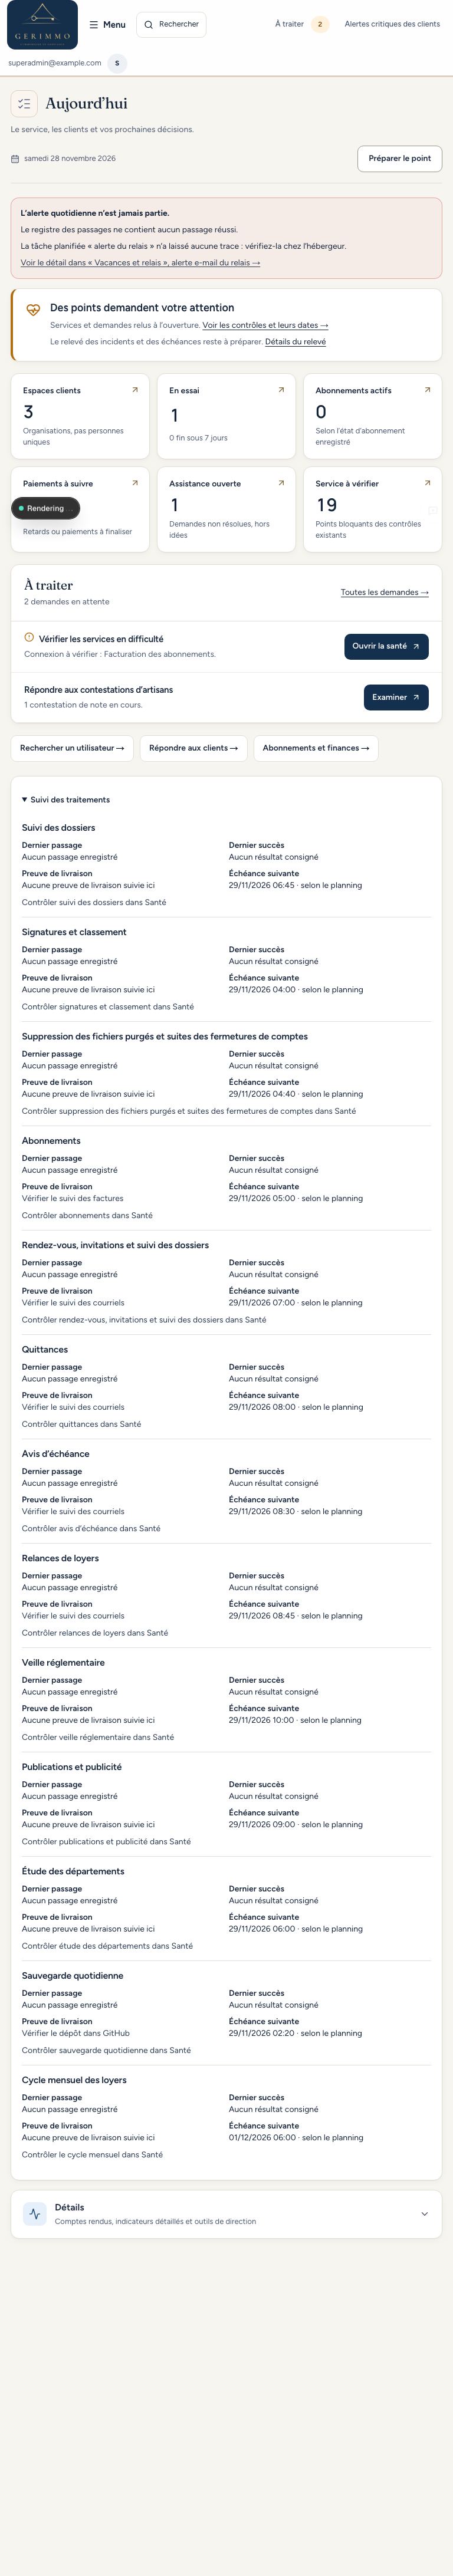 GERIMMO
Menu
Rechercher
À traiter
2
Alertes critiques des clients
superadmin@example.com
S
Aujourd'hui
Le service, les clients et vos prochaines décisions.
samedi 28 novembre 2026
Préparer le point
L'alerte quotidienne n'est jamais partie.
Le registre des passages ne contient aucun passage réussi.
La tâche planifiée « alerte du relais » n'a laissé aucune trace : vérifiez-la chez l'hébergeur.
Voir le détail dans « Vacances et relais », alerte e-mail du relais →
Des points demandent votre attention
Services et demandes relus à l'ouverture. Voir les contrôles et leurs dates →
Le relevé des incidents et des échéances reste à préparer. Détails du relevé
Espaces clients
3
Organisations, pas personnes
uniques
En essai
1
0 fin sous 7 jours
Abonnements actifs
0
Selon l'état d'abonnement
enregistré
Paiements à suivre
Rendering
Retards ou paiements à finaliser
Assistance ouverte
1
Demandes non résolues, hors
idées
Service à vérifier
19
Points bloquants des contrôles
existants
À traiter
2 demandes en attente
Toutes les demandes →
Vérifier les services en difficulté
Connexion à vérifier : Facturation des abonnements.
Ouvrir la santé
Répondre aux contestations d'artisans
1 contestation de note en cours.
Examiner
Rechercher un utilisateur →
Répondre aux clients →
Abonnements et finances →
Suivi des traitements
Suivi des dossiers
Dernier passage
Aucun passage enregistré
Dernier succès
Aucun résultat consigné
Preuve de livraison
Aucune preuve de livraison suivie ici
Échéance suivante
29/11/2026 06:45 · selon le planning
Contrôler suivi des dossiers dans Santé
Signatures et classement
Dernier passage
Aucun passage enregistré
Dernier succès
Aucun résultat consigné
Preuve de livraison
Aucune preuve de livraison suivie ici
Échéance suivante
29/11/2026 04:00 · selon le planning
Contrôler signatures et classement dans Santé
Suppression des fichiers purgés et suites des fermetures de comptes
Dernier passage
Aucun passage enregistré
Dernier succès
Aucun résultat consigné
Preuve de livraison
Aucune preuve de livraison suivie ici
Échéance suivante
29/11/2026 04:40 · selon le planning
Contrôler suppression des fichiers purgés et suites des fermetures de comptes dans Santé
Abonnements
Dernier passage
Aucun passage enregistré
Dernier succès
Aucun résultat consigné
Preuve de livraison
Vérifier le suivi des factures
Échéance suivante
29/11/2026 05:00 · selon le planning
Contrôler abonnements dans Santé
Rendez-vous, invitations et suivi des dossiers
Dernier passage
Aucun passage enregistré
Dernier succès
Aucun résultat consigné
Preuve de livraison
Vérifier le suivi des courriels
Échéance suivante
29/11/2026 07:00 · selon le planning
Contrôler rendez-vous, invitations et suivi des dossiers dans Santé
Quittances
Dernier passage
Aucun passage enregistré
Dernier succès
Aucun résultat consigné
Preuve de livraison
Vérifier le suivi des courriels
Échéance suivante
29/11/2026 08:00 · selon le planning
Contrôler quittances dans Santé
Avis d'échéance
Dernier passage
Aucun passage enregistré
Dernier succès
Aucun résultat consigné
Preuve de livraison
Vérifier le suivi des courriels
Échéance suivante
29/11/2026 08:30 · selon le planning
Contrôler avis d'échéance dans Santé
Relances de loyers
Dernier passage
Aucun passage enregistré
Dernier succès
Aucun résultat consigné
Preuve de livraison
Vérifier le suivi des courriels
Échéance suivante
29/11/2026 08:45 · selon le planning
Contrôler relances de loyers dans Santé
Veille réglementaire
Dernier passage
Aucun passage enregistré
Dernier succès
Aucun résultat consigné
Preuve de livraison
Aucune preuve de livraison suivie ici
Échéance suivante
29/11/2026 10:00 · selon le planning
Contrôler veille réglementaire dans Santé
Publications et publicité
Dernier passage
Aucun passage enregistré
Dernier succès
Aucun résultat consigné
Preuve de livraison
Aucune preuve de livraison suivie ici
Échéance suivante
29/11/2026 09:00 · selon le planning
Contrôler publications et publicité dans Santé
Étude des départements
Dernier passage
Aucun passage enregistré
Dernier succès
Aucun résultat consigné
Preuve de livraison
Aucune preuve de livraison suivie ici
Échéance suivante
29/11/2026 06:00 · selon le planning
Contrôler étude des départements dans Santé
Sauvegarde quotidienne
Dernier passage
Aucun passage enregistré
Dernier succès
Aucun résultat consigné
Preuve de livraison
Vérifier le dépôt dans GitHub
Échéance suivante
29/11/2026 02:20 · selon le planning
Contrôler sauvegarde quotidienne dans Santé
Cycle mensuel des loyers
Dernier passage
Aucun passage enregistré
Dernier succès
Aucun résultat consigné
Preuve de livraison
Aucune preuve de livraison suivie ici
Échéance suivante
01/12/2026 06:00 · selon le planning
Contrôler le cycle mensuel dans Santé
Détails
Comptes rendus, indicateurs détaillés et outils de direction